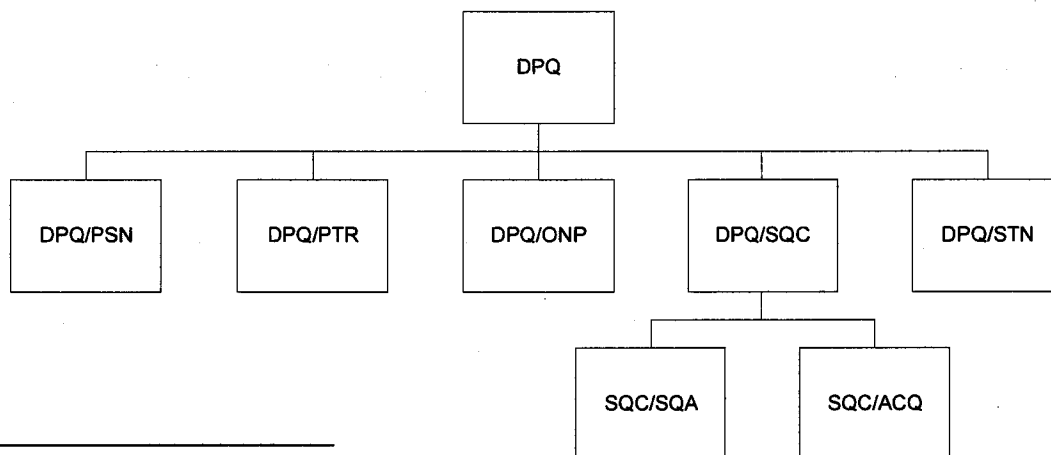 DPQ
DPQ/PSN
DPQ/PTR
DPQ/ONP
DPQ/SQC
DPQ/STN
SQC/SQA
SQC/ACQ